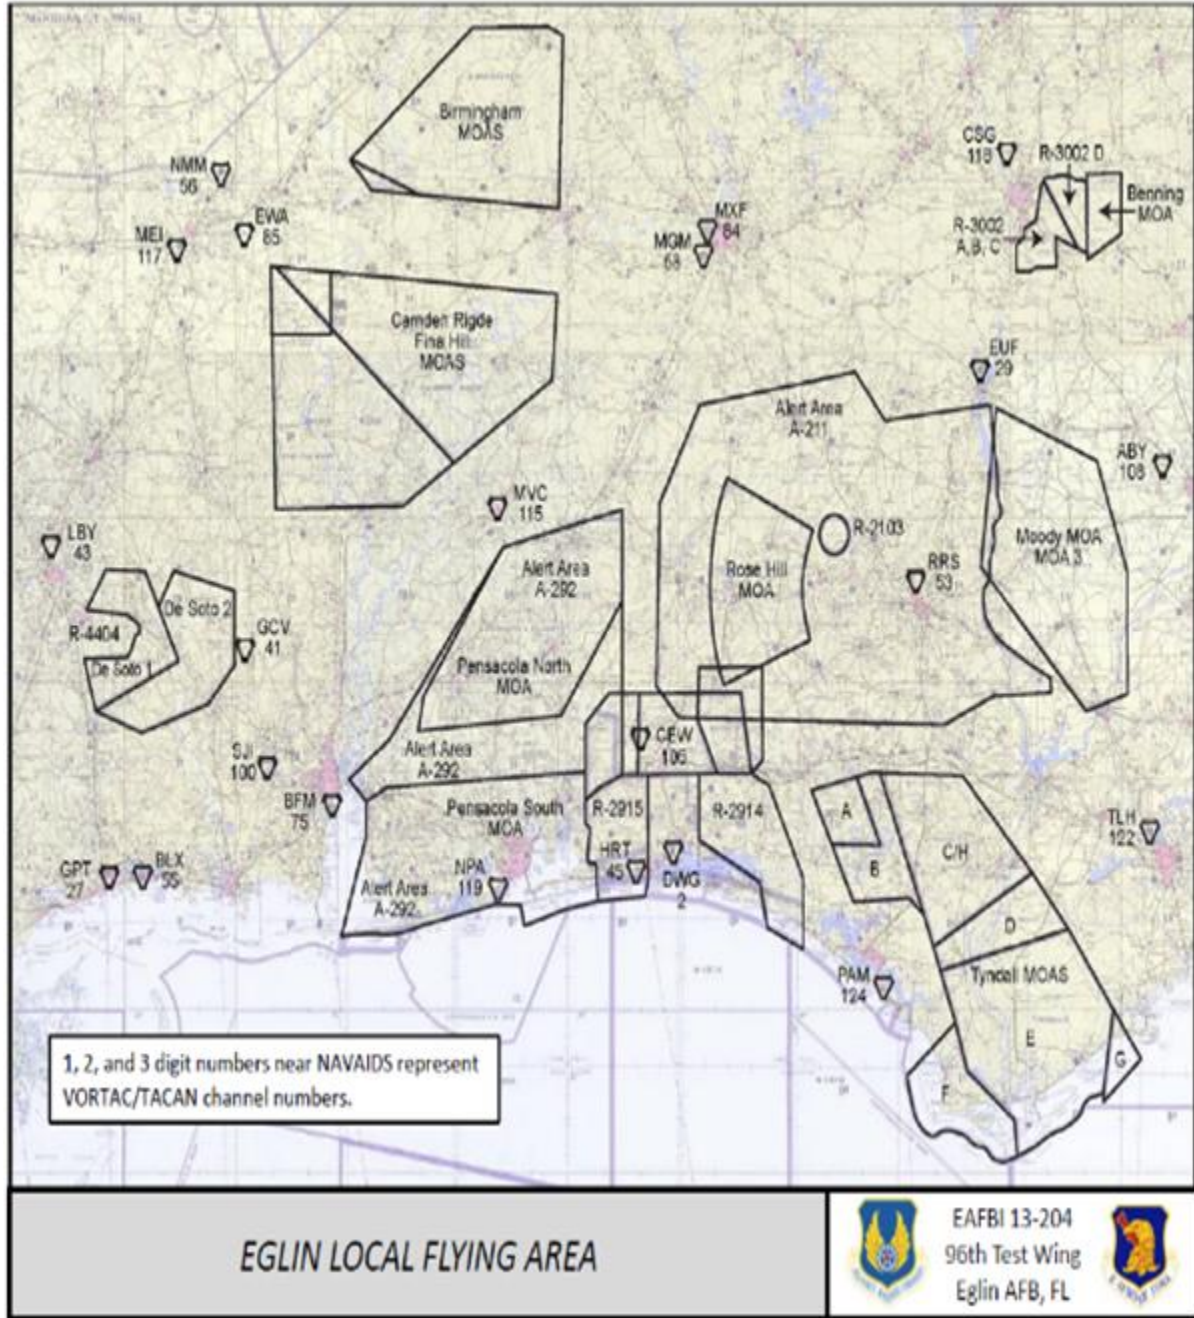 Birmingham
MOAS
NMM
56
CSG
118
R-3002 D
Benning
MOA
EWA
65
MEI
117
MXF
84
MGM
58
R-3002
A,B, C
Camden Rigde
Fina Hill
MOAS
EUF
29
Alert Area
A-211
ABY
108
MVC
115
LBY
43
Alert Area
A-292
Rose Hill
MOA
R-2103
RRS
53
Moody MOA
MOA 3
De Soto 2
R-4404
De Soto 1
GCV
41
Pensacola North
MOA
CEW
106
SJI
100
Alert Area
A-292
BFM
75
Pensacola South
MOA
R-2915
R-2914
A
B
C/H
TLH
122
GPT
27
BLX
55
Alert Area
A-292
NPA
119
HRT
45
DWG
2
D
PAM
124
Tyndall MOAS
E
F
G
1, 2, and 3 digit numbers near NAVAIDS represent
VORTAC/TACAN channel numbers.
EGLIN LOCAL FLYING AREA
EAFBI 13-204
96th Test Wing
Eglin AFB, FL